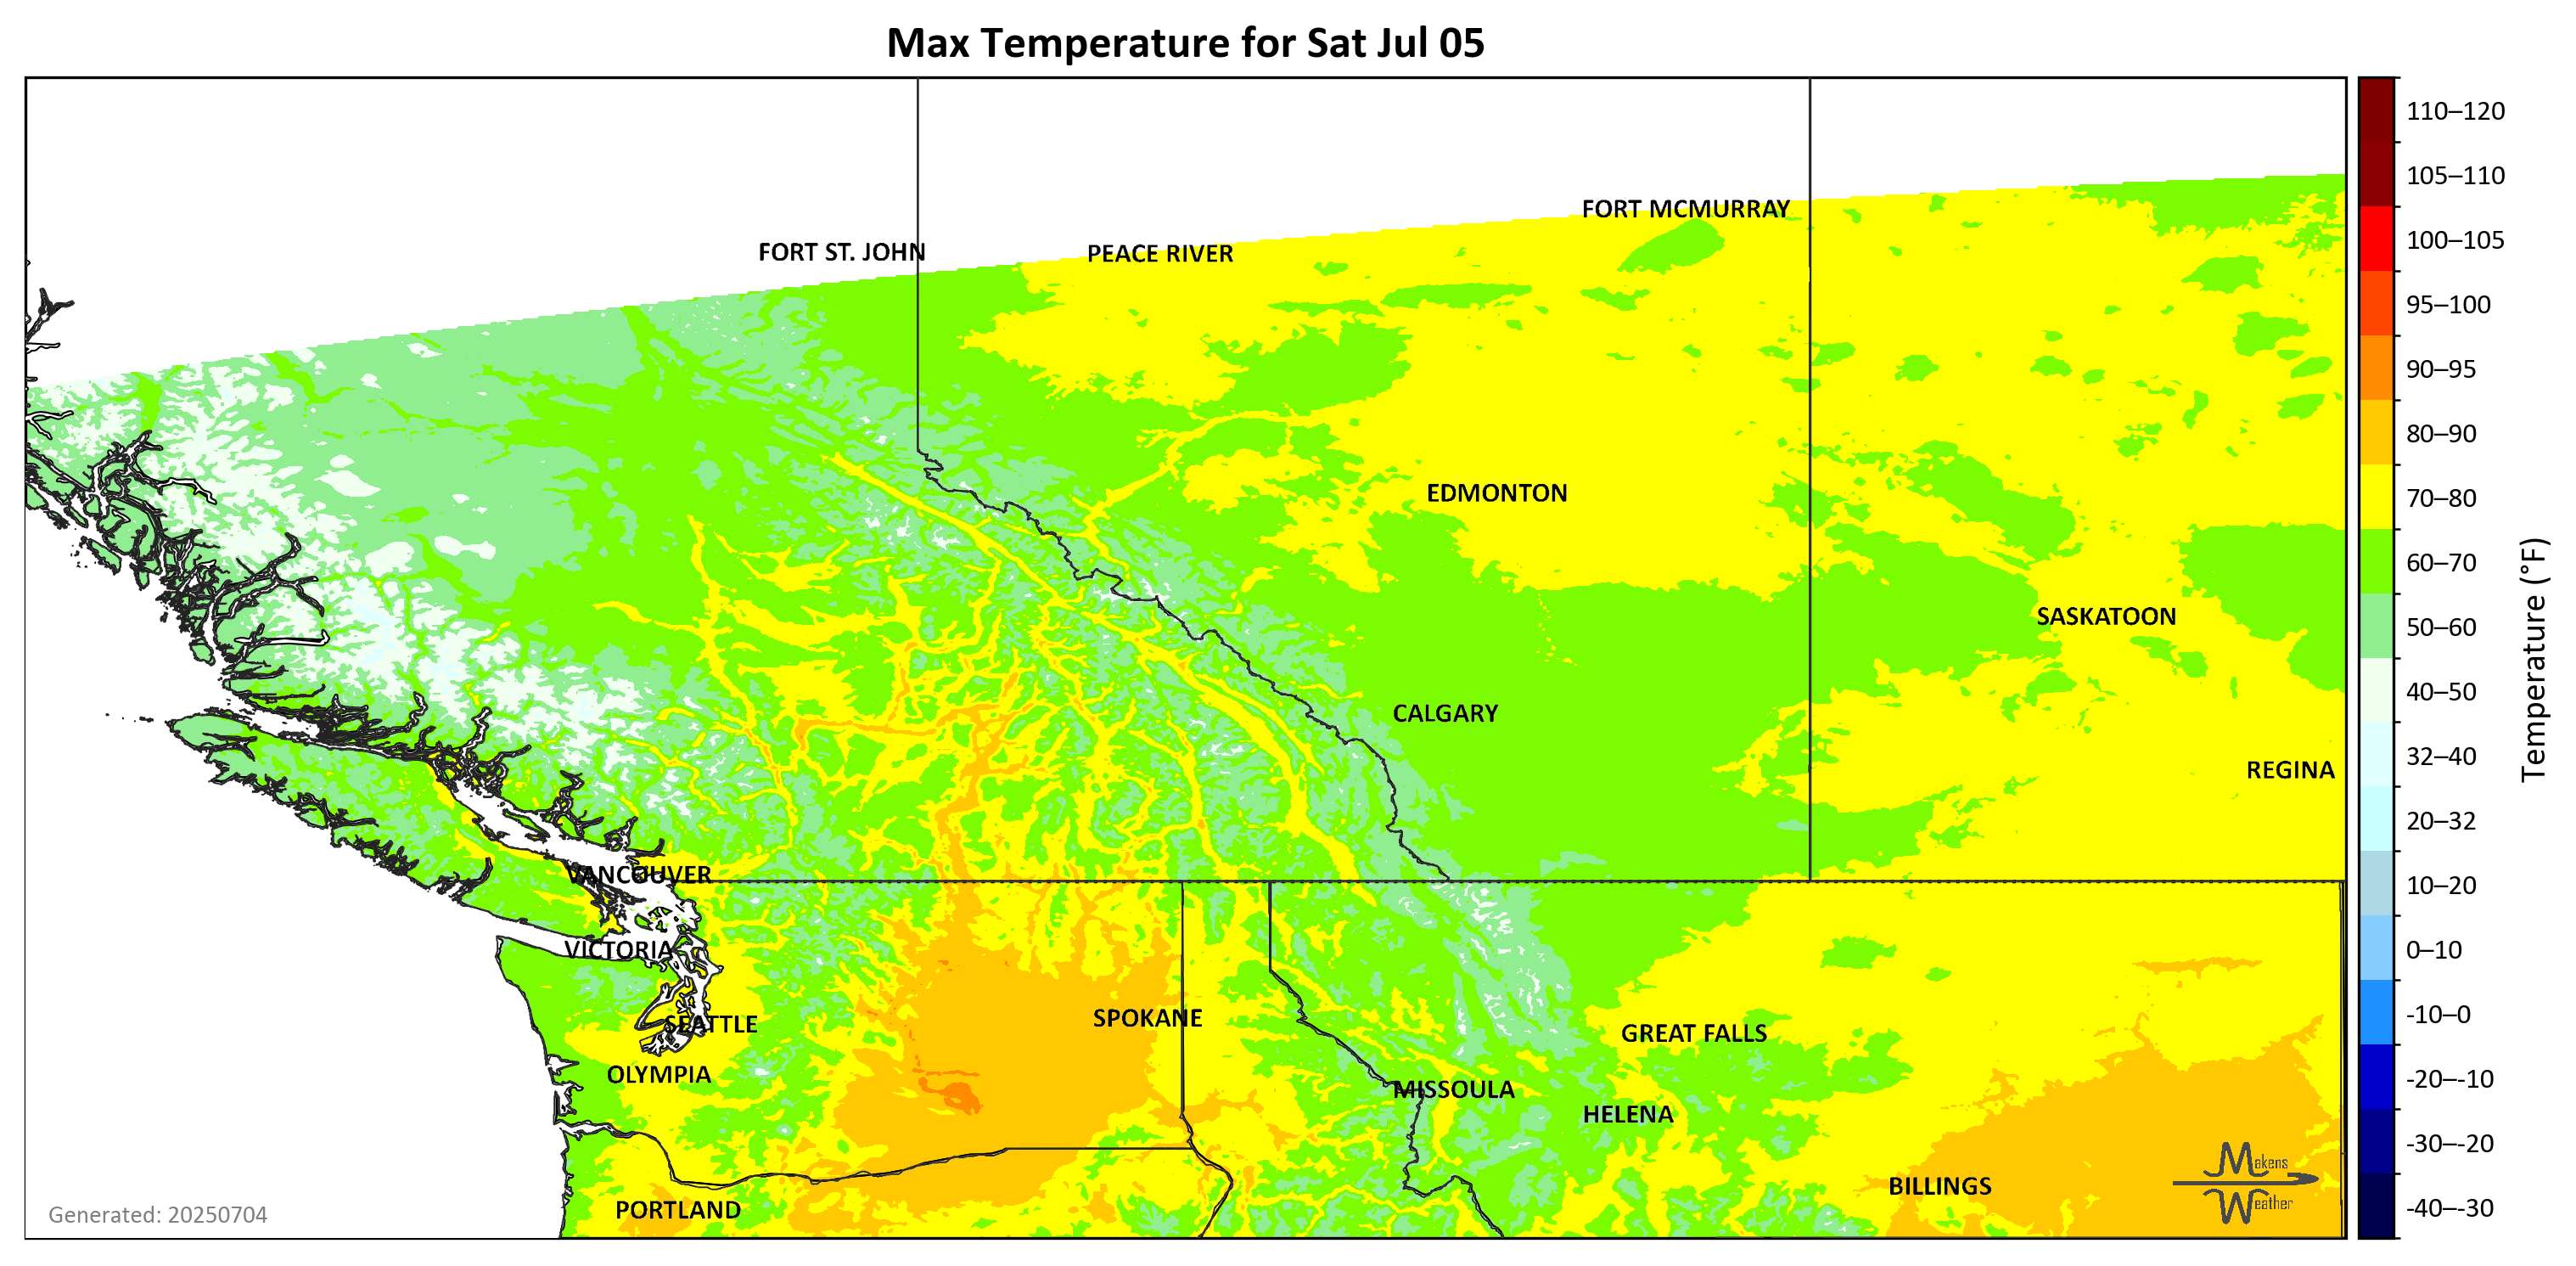 Max Temperature for Sat Jul 05
FORT MCMURRAY
FORT ST. JOHN
PEACE RIVER
EDMONTON
SASKATOON
CALGARY
REGINA
VANCOUVER
VICTORIA
SPOKANE
SEATTLE
GREAT FALLS
OLYMPIA
MISSOULA
HELENA
BILLINGS
PORTLAND
Makens
Weather
Generated: 20250704
110–120
105–110
100–105
95–100
90–95
80–90
70–80
60–70
50–60
40–50
32–40
20–32
10–20
0–10
-10–0
-20–-10
-30–-20
-40–-30
Temperature (°F)